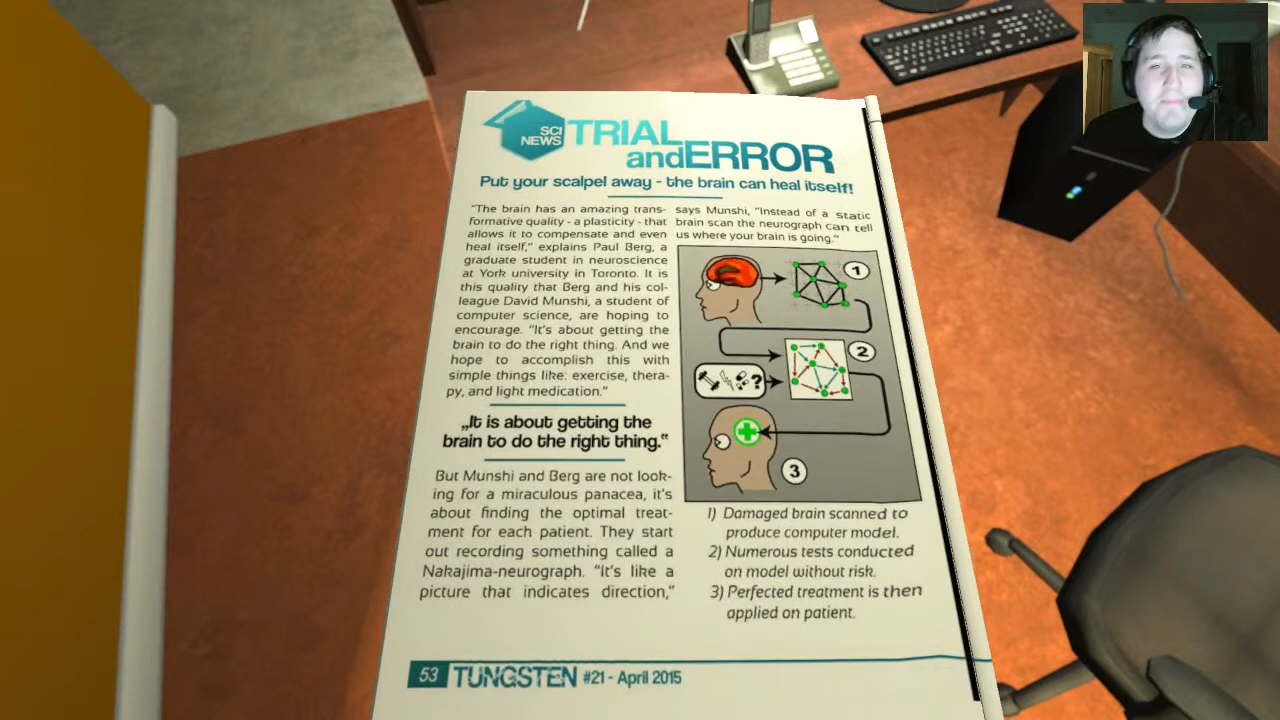 SCI
NEWS
TRIAL
and ERROR
Put your scalpel away - the brain can heal itself!
"The brain has an amazing trans-
formative quality - a plasticity - that
allows it to compensate and even
heal itself," explains Paul Berg, a
graduate student in neuroscience
at York university in Toronto. It is
this quality that Berg and his col-
league David Munshi, a student of
computer science, are hoping to
encourage. "It's about getting the
brain to do the right thing. And we
hope to accomplish this with
simple things like: exercise, thera-
py, and light medication."
„It is about getting the
brain to do the right thing."
But Munshi and Berg are not look-
ing for a miraculous panacea, it's
about finding the optimal treat-
ment for each patient. They start
out recording something called a
Nakajima-neurograph. "It's like a
picture that indicates direction,"
says Munshi, "Instead of a static
brain scan the neurograph can tell
us where your brain is going."
1
2
?
3
1) Damaged brain scanned to
produce computer model.
2) Numerous tests conducted
on model without risk.
3) Perfected treatment is then
applied on patient.
53 TUNGSTEN #21 - April 2015